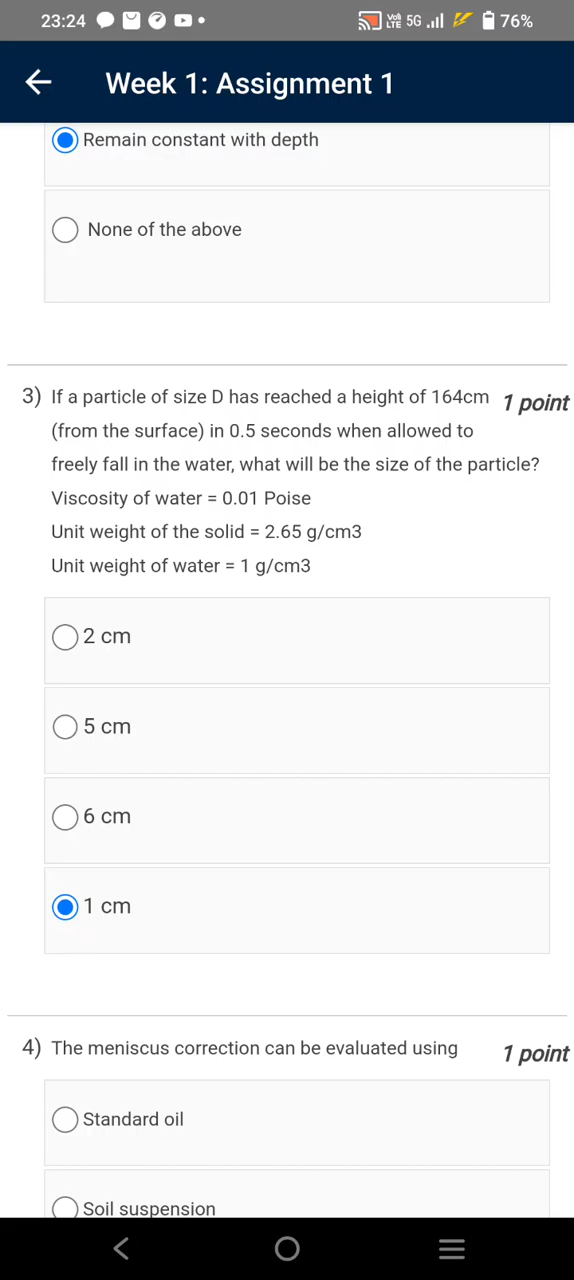 23:24 Vo) LTE 5G 76%
Week 1: Assignment 1
Remain constant with depth
None of the above
3) If a particle of size D has reached a height of 164cm 1 point
(from the surface) in 0.5 seconds when allowed to
freely fall in the water, what will be the size of the particle?
Viscosity of water = 0.01 Poise
Unit weight of the solid = 2.65 g/cm3
Unit weight of water = 1 g/cm3
2 cm
5 cm
6 cm
1 cm
4) The meniscus correction can be evaluated using 1 point
Standard oil
Soil suspension